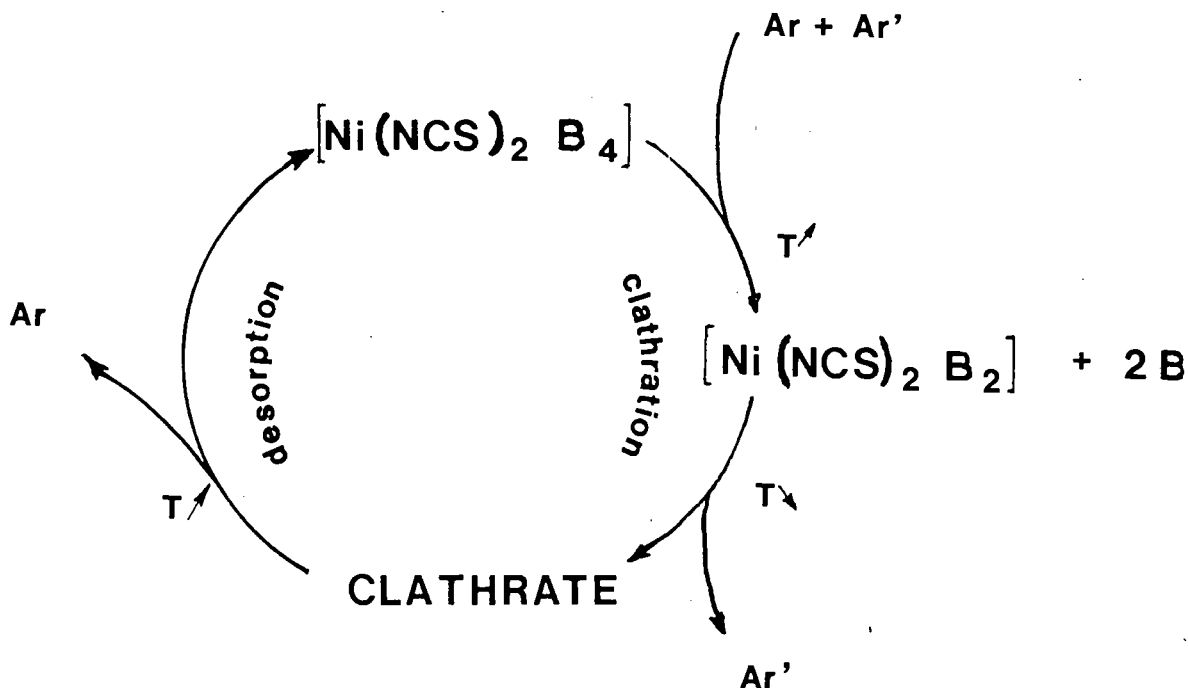 Ar + Ar'
[Ni(NCS)₂ B₄]
T↗
clathration
desorption
Ar
[Ni(NCS)₂ B₂] + 2 B
T↗
T↘
CLATHRATE
Ar'